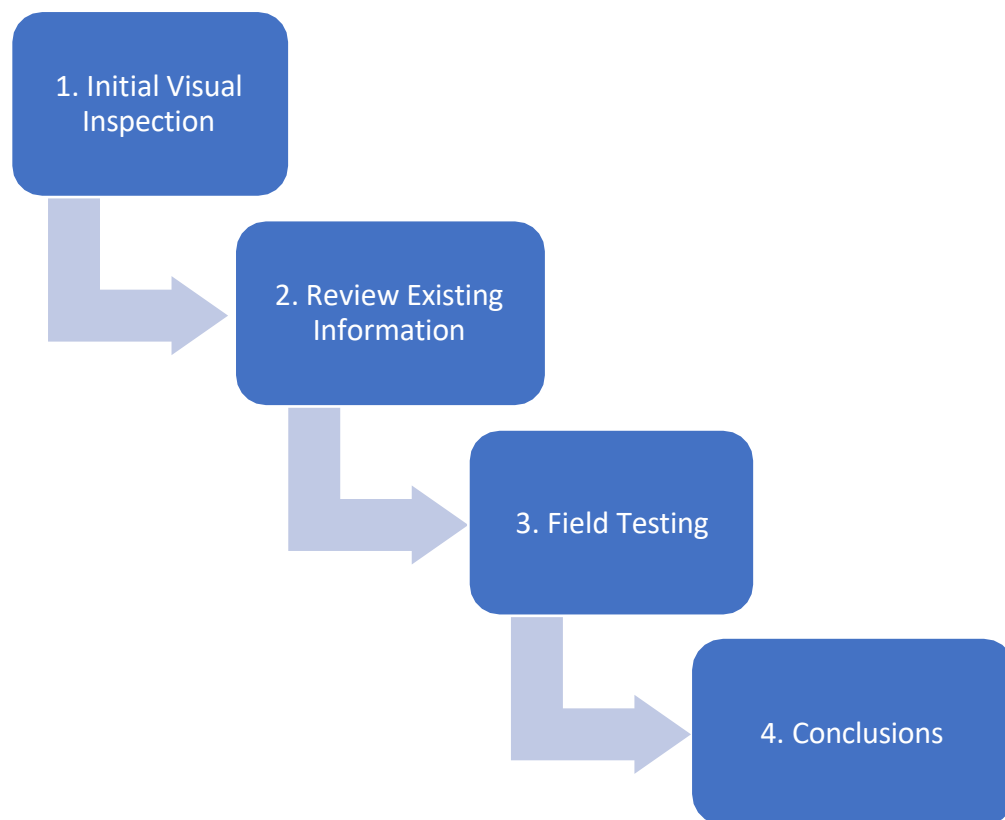 1. Initial Visual
Inspection
2. Review Existing
Information
3. Field Testing
4. Conclusions